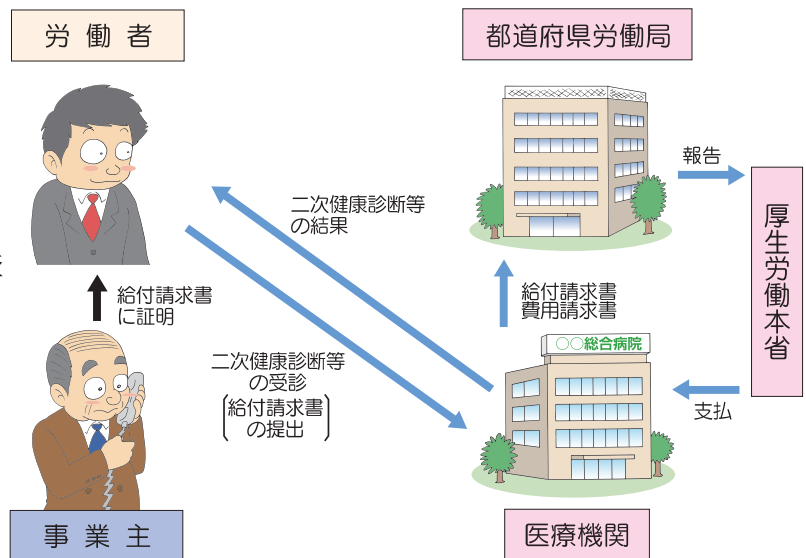 労働者
都道府県労働局
報告
二次健康診断等
の結果
厚生労働本省
給付請求書
に証明
給付請求書
費用請求書
○○総合病院
二次健康診断等
の受診
(給付請求書
の提出)
支払
事業主
医療機関